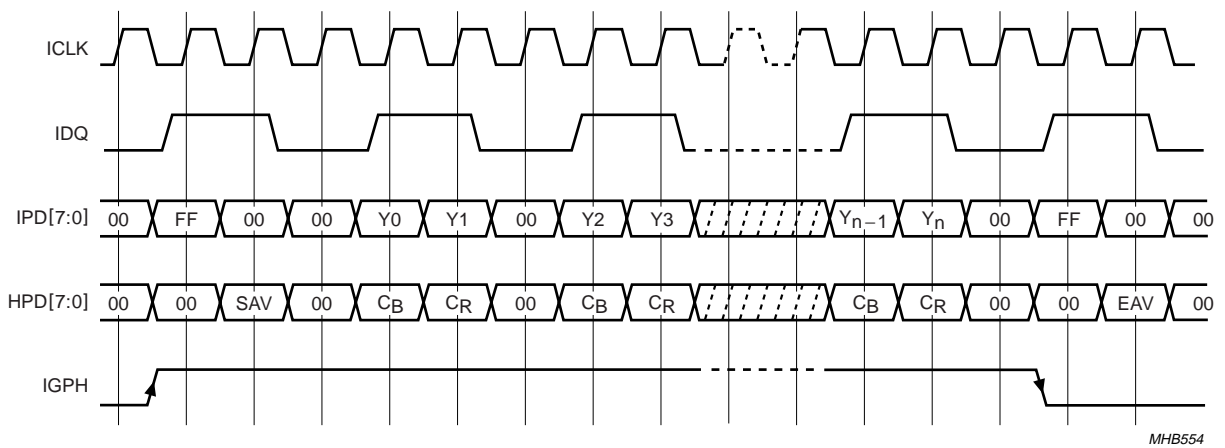 ICLK
IDQ
IPD[7:0] 00 FF 00 00 Y0 Y1 00 Y2 Y3 Yn−1 Yn 00 FF 00 00
HPD[7:0] 00 00 SAV 00 CB CR 00 CB CR CB CR 00 00 EAV 00
IGPH
MHB554